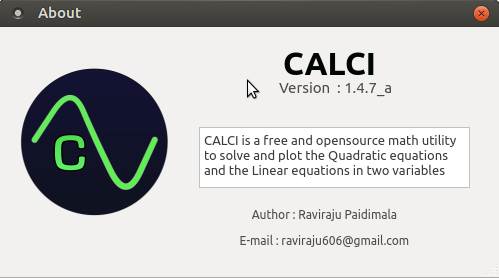 About
CALCI
Version : 1.4.7_a
C
CALCI is a free and opensource math utility
to solve and plot the Quadratic equations
and the Linear equations in two variables
Author : Raviraju Paidimala
E-mail : raviraju606@gmail.com